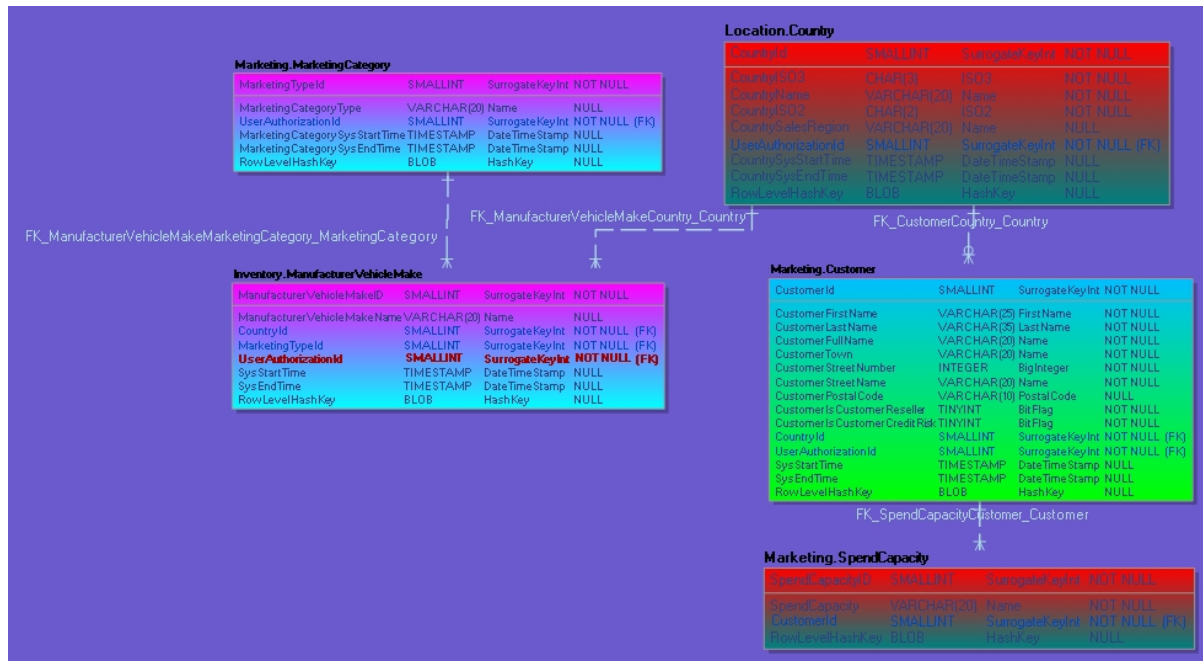 Marketing.MarketingCategory
MarketingTypeId SMALLINT SurrogateKeyInt NOT NULL
MarketingCategoryType VARCHAR(20) Name NULL
UserAuthorizationId SMALLINT SurrogateKeyInt NOT NULL (FK)
MarketingCategorySysStartTime TIMESTAMP DateTimeStamp NULL
MarketingCategorySysEndTime TIMESTAMP DateTimeStamp NULL
RowLevelHashKey BLOB HashKey NULL
Location.Country
CountryId SMALLINT SurrogateKeyInt NOT NULL
CountryISO3 CHAR(3) ISO3 NOT NULL
CountryName VARCHAR(20) Name NOT NULL
CountryISO2 CHAR(2) ISO2 NOT NULL
CountrySalesRegion VARCHAR(20) Name NULL
UserAuthorizationId SMALLINT SurrogateKeyInt NOT NULL (FK)
CountrySysStartTime TIMESTAMP DateTimeStamp NULL
CountrySysEndTime TIMESTAMP DateTimeStamp NULL
RowLevelHashKey BLOB HashKey NULL
FK_ManufacturerVehicleMakeCountry_Country
FK_CustomerCountry_Country
FK_ManufacturerVehicleMakeMarketingCategory_MarketingCategory
Inventory.ManufacturerVehicleMake
ManufacturerVehicleMakeID SMALLINT SurrogateKeyInt NOT NULL
ManufacturerVehicleMakeName VARCHAR(20) Name NULL
CountryId SMALLINT SurrogateKeyInt NOT NULL (FK)
MarketingTypeId SMALLINT SurrogateKeyInt NOT NULL (FK)
UserAuthorizationId SMALLINT SurrogateKeyInt NOT NULL (FK)
SysStartTime TIMESTAMP DateTimeStamp NULL
SysEndTime TIMESTAMP DateTimeStamp NULL
RowLevelHashKey BLOB HashKey NULL
Marketing.Customer
CustomerId SMALLINT SurrogateKeyInt NOT NULL
CustomerFirstName VARCHAR(25) FirstName NOT NULL
CustomerLastName VARCHAR(35) LastName NOT NULL
CustomerFullName VARCHAR(20) Name NOT NULL
CustomerTown VARCHAR(20) Name NOT NULL
CustomerStreetNumber INTEGER BigInteger NOT NULL
CustomerStreetName VARCHAR(20) Name NOT NULL
CustomerPostalCode VARCHAR(10) PostalCode NULL
CustomerIsCustomerReseller TINYINT BitFlag NOT NULL
CustomerIsCustomerCreditRisk TINYINT BitFlag NOT NULL
CountryId SMALLINT SurrogateKeyInt NOT NULL (FK)
UserAuthorizationId SMALLINT SurrogateKeyInt NOT NULL (FK)
SysStartTime TIMESTAMP DateTimeStamp NULL
SysEndTime TIMESTAMP DateTimeStamp NULL
RowLevelHashKey BLOB HashKey NULL
FK_SpendCapacityCustomer_Customer
Marketing.SpendCapacity
SpendCapacityID SMALLINT SurrogateKeyInt NOT NULL
SpendCapacity VARCHAR(20) Name NOT NULL
CustomerId SMALLINT SurrogateKeyInt NOT NULL (FK)
RowLevelHashKey BLOB HashKey NULL